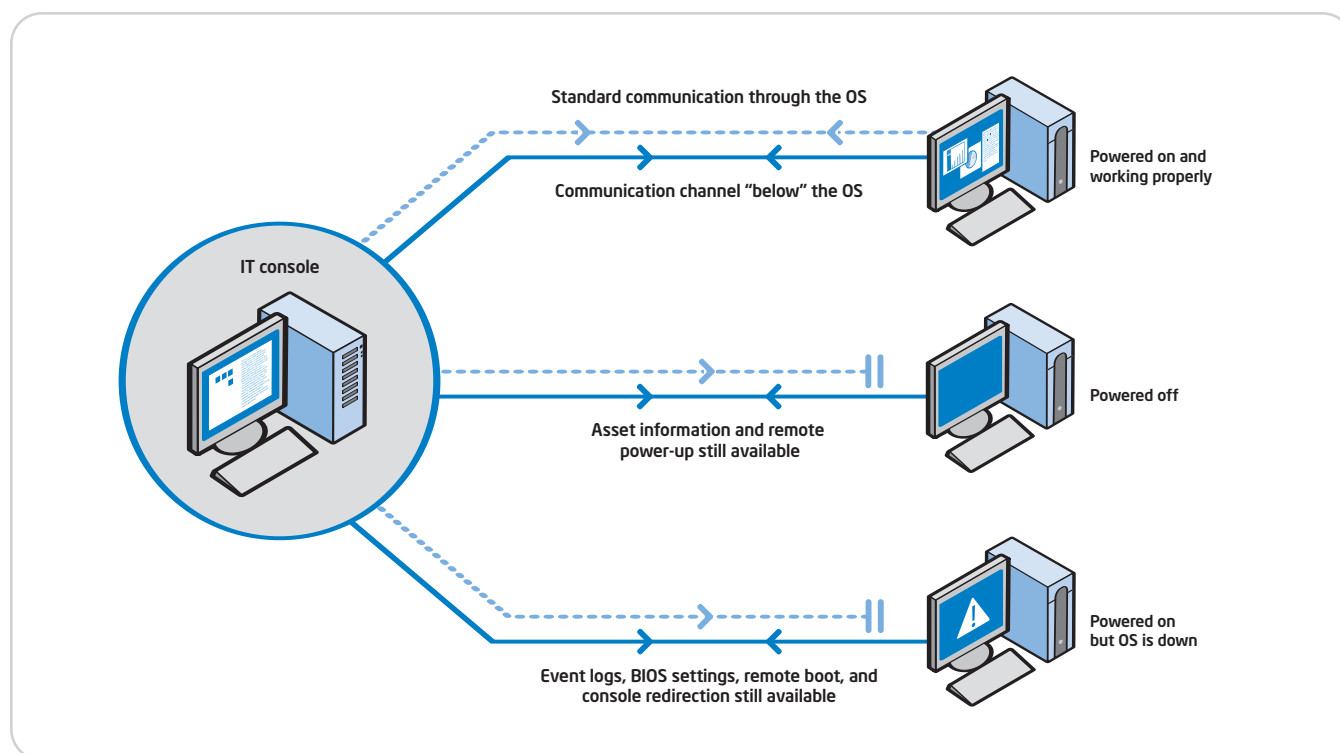 Standard communication through the OS
Communication channel “below” the OS
Powered on and
working properly
IT console
Asset information and remote
power-up still available
Powered off
Event logs, BIOS settings, remote boot, and
console redirection still available
Powered on
but OS is down